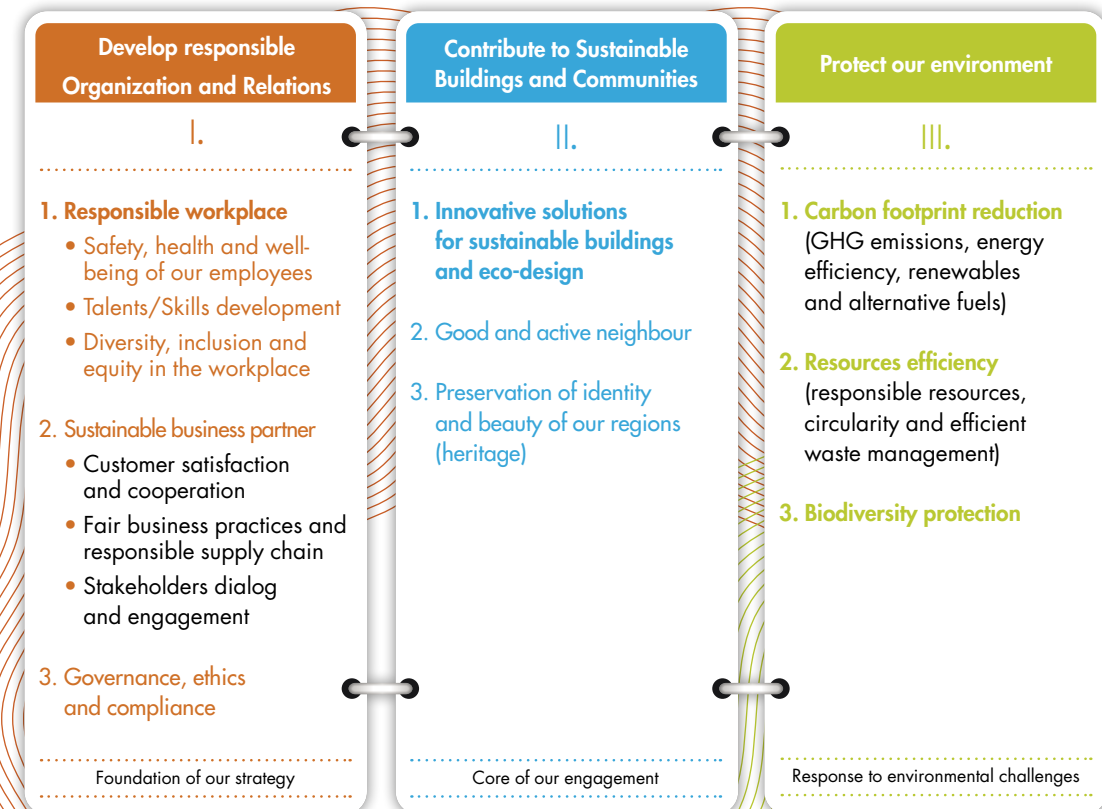 Develop responsible
Organization and Relations
I.
1. Responsible workplace
• Safety, health and well-
being of our employees
• Talents/Skills development
• Diversity, inclusion and
equity in the workplace
2. Sustainable business partner
• Customer satisfaction
and cooperation
• Fair business practices and
responsible supply chain
• Stakeholders dialog
and engagement
3. Governance, ethics
and compliance
Foundation of our strategy
Contribute to Sustainable
Buildings and Communities
II.
1. Innovative solutions
for sustainable buildings
and eco-design
2. Good and active neighbour
3. Preservation of identity
and beauty of our regions
(heritage)
Core of our engagement
Protect our environment
III.
1. Carbon footprint reduction
(GHG emissions, energy
efficiency, renewables
and alternative fuels)
2. Resources efficiency
(responsible resources,
circularity and efficient
waste management)
3. Biodiversity protection
Response to environmental challenges